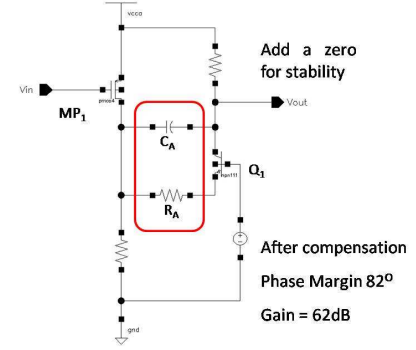 vcca
Add a zero
for stability
Vin
pmos4
MP1
Vout
CA
Q1
npn111
RA
After compensation
Phase Margin 82º
Gain = 62dB
gnd